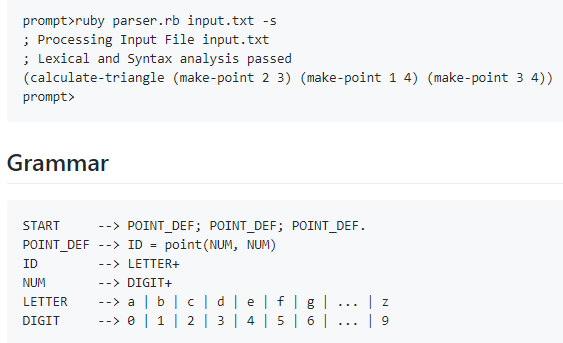 prompt>ruby parser.rb input.txt -s
; Processing Input File input.txt
; Lexical and Syntax analysis passed
(calculate-triangle (make-point 2 3) (make-point 1 4) (make-point 3 4))
prompt>
Grammar
START     --> POINT_DEF; POINT_DEF; POINT_DEF.
POINT_DEF --> ID = point(NUM, NUM)
ID        --> LETTER+
NUM       --> DIGIT+
LETTER    --> a | b | c | d | e | f | g | ... | z
DIGIT     --> 0 | 1 | 2 | 3 | 4 | 5 | 6 | ... | 9